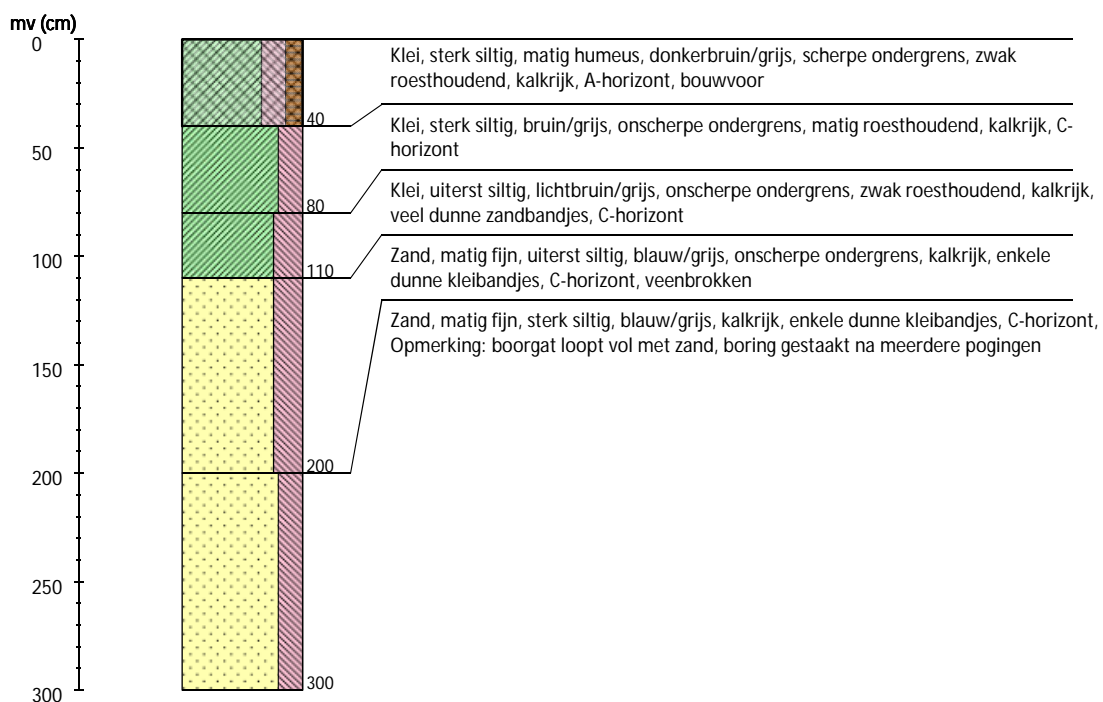 mv (cm)
0
Klei, sterk siltig, matig humeus, donkerbruin/grijs, scherpe ondergrens, zwak
roesthoudend, kalkrijk, A-horizont, bouwvoor
40
Klei, sterk siltig, bruin/grijs, onscherpe ondergrens, matig roesthoudend, kalkrijk, C-
horizont
50
Klei, uiterst siltig, lichtbruin/grijs, onscherpe ondergrens, zwak roesthoudend, kalkrijk,
veel dunne zandbandjes, C-horizont
80
Zand, matig fijn, uiterst siltig, blauw/grijs, onscherpe ondergrens, kalkrijk, enkele
dunne kleibandjes, C-horizont, veenbrokken
100
110
Zand, matig fijn, sterk siltig, blauw/grijs, kalkrijk, enkele dunne kleibandjes, C-horizont,
Opmerking: boorgat loopt vol met zand, boring gestaakt na meerdere pogingen
150
200
200
250
300
300